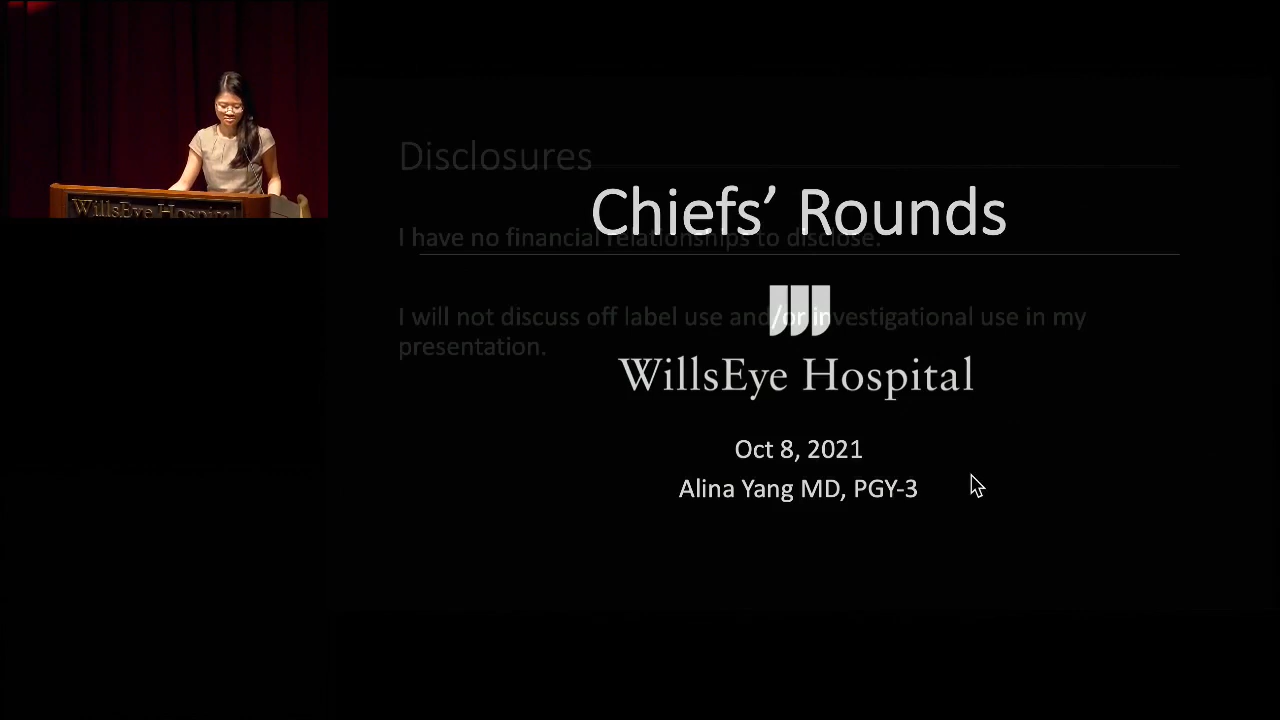 WillsEye Hospital
Disclosures
Chiefs’ Rounds
I have no financial relationships to disclose.
I will not discuss off label use and/or investigational use in my
presentation.
WillsEye Hospital
Oct 8, 2021
Alina Yang MD, PGY-3